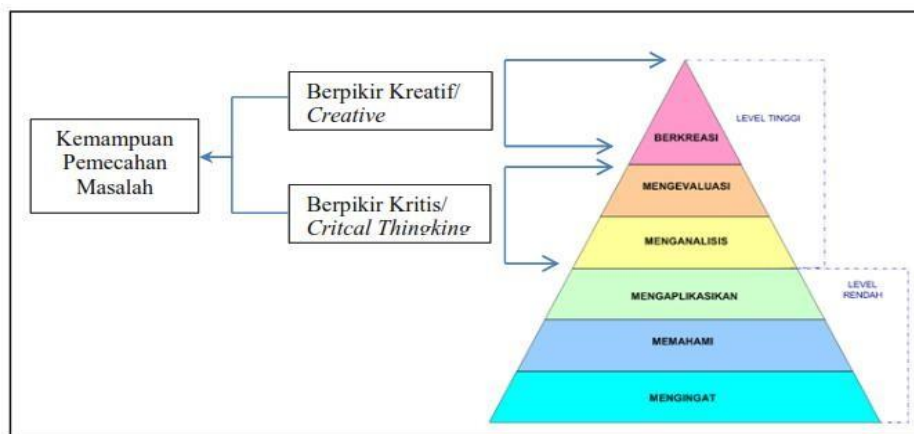 Kemampuan
Pemecahan
Masalah
Berpikir Kreatif/
Creative
Berpikir Kritis/
Critcal Thingking
BERKREASI
MENGEVALUASI
MENGANALISIS
MENGAPLIKASIKAN
MEMAHAMI
MENGINGAT
LEVEL TINGGI
LEVEL
RENDAH